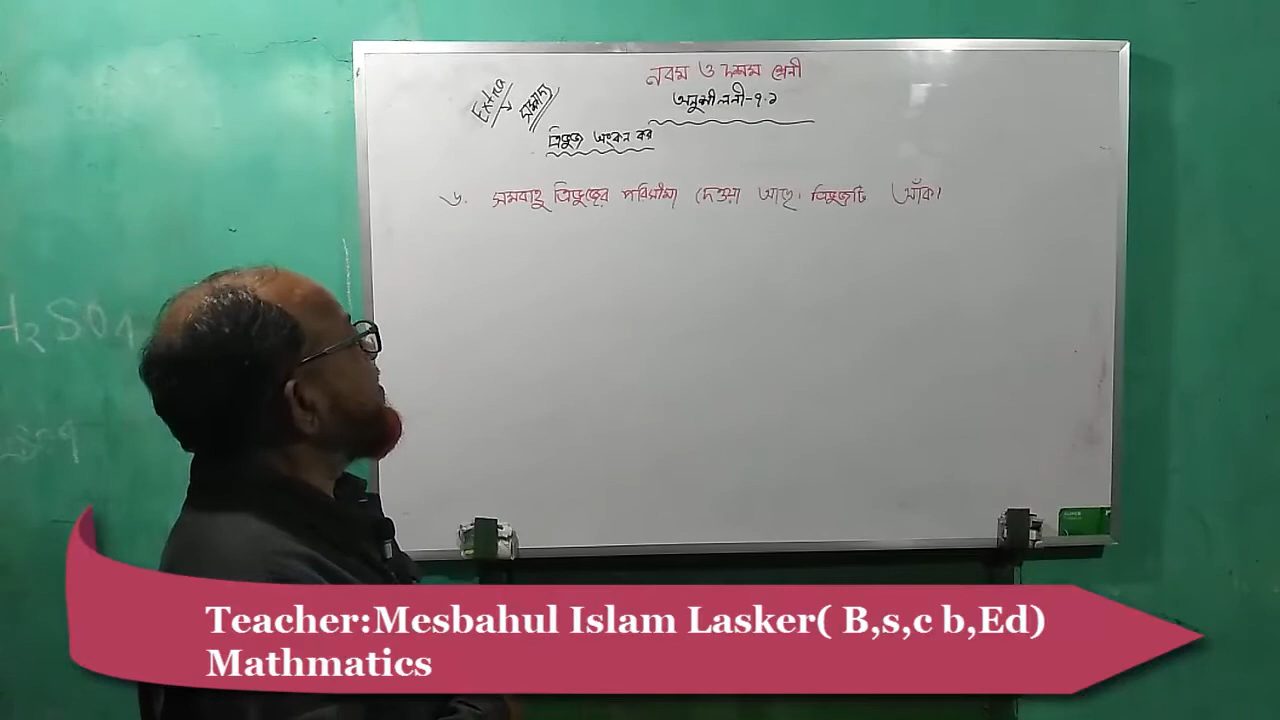 নবম ও দশম শ্রেনী
অনুশীলনী-৭.১
Extra
সম্পাদ্য
ত্রিভুজ অংকন কর
৬. সমবাহু ত্রিভুজের পরিসীমা দেওয়া আছে। ত্রিভুজটি আঁক।
H2SO4
Teacher:Mesbahul Islam Lasker( B,s,c b,Ed)
Mathmatics